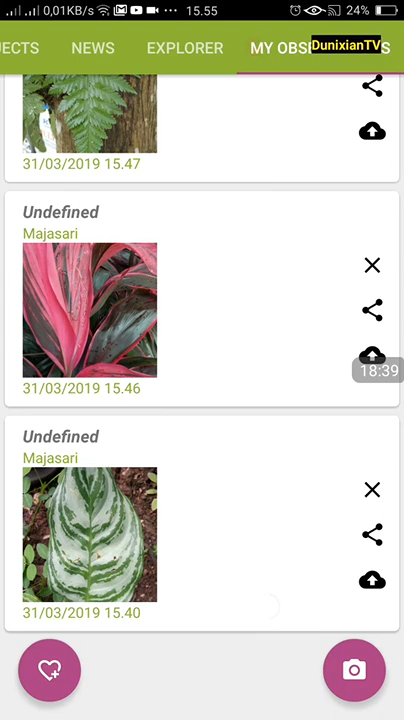 0,01KB/s 15.55 24%
JECTS NEWS EXPLORER MY OBS DunixianTV S
31/03/2019 15.47
Undefined
Majasari
31/03/2019 15.46
18:39
Undefined
Majasari
31/03/2019 15.40